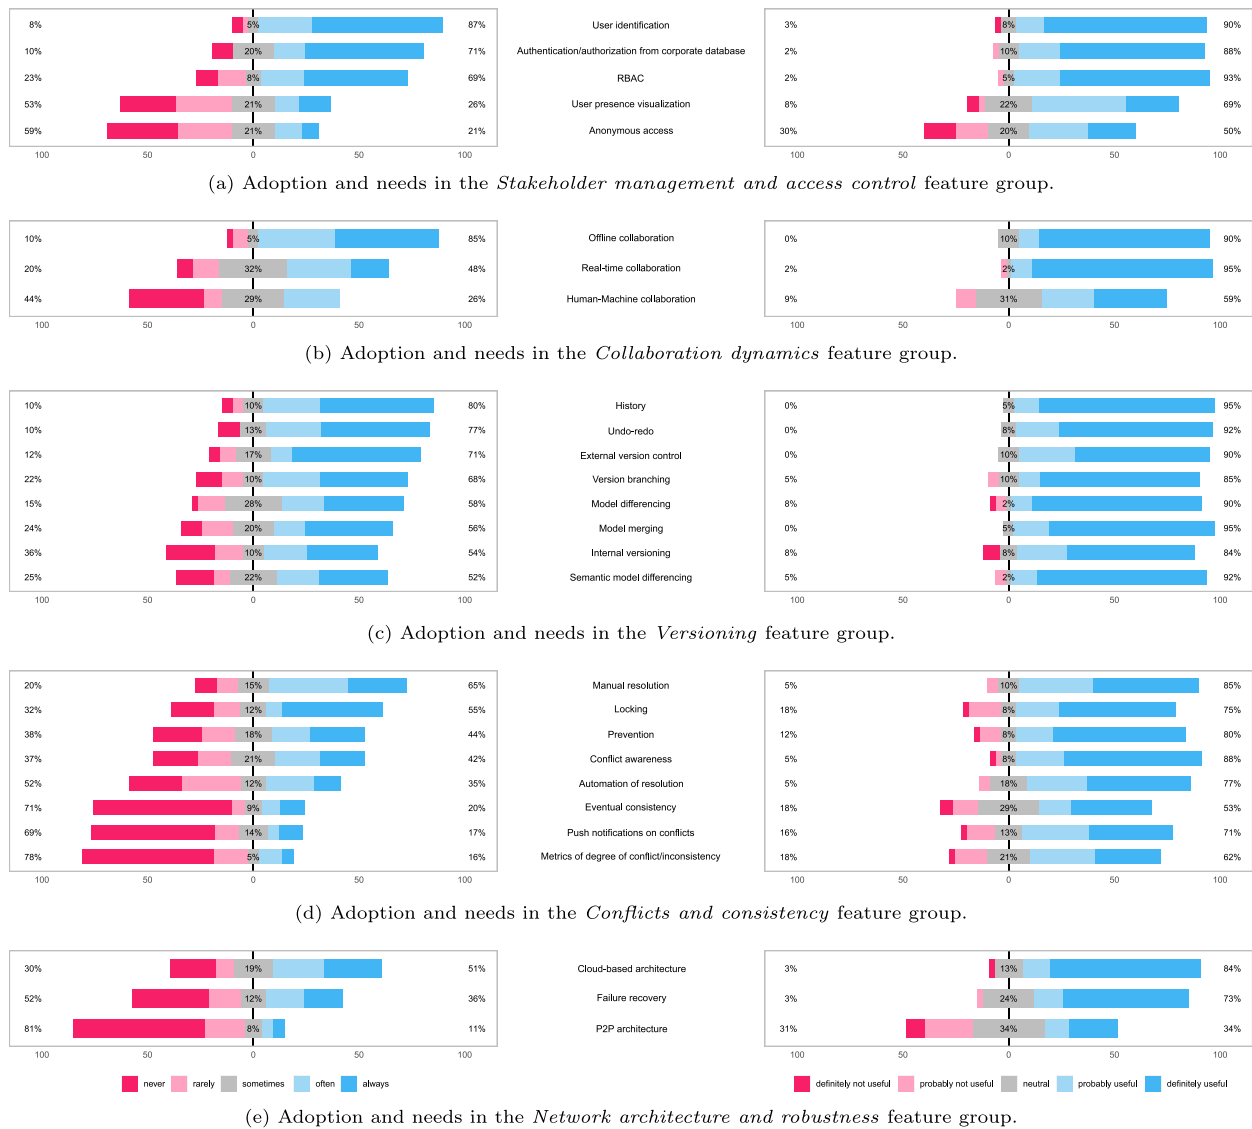 8% 5% 87% User identification 3% 8% 90%
10% 20% 71% Authentication/authorization from corporate database 2% 10% 88%
23% 8% 69% RBAC 2% 5% 93%
53% 21% 26% User presence visualization 8% 22% 69%
59% 21% 21% Anonymous access 30% 20% 50%
100 50 0 50 100 100 50 0 50 100
(a) Adoption and needs in the Stakeholder management and access control feature group.
10% 5% 85% Offline collaboration 0% 10% 90%
20% 32% 48% Real-time collaboration 2% 2% 95%
44% 29% 26% Human-Machine collaboration 9% 31% 59%
100 50 0 50 100 100 50 0 50 100
(b) Adoption and needs in the Collaboration dynamics feature group.
10% 10% 80% History 0% 5% 95%
10% 13% 77% Undo-redo 0% 8% 92%
12% 17% 71% External version control 0% 10% 90%
22% 10% 68% Version branching 5% 10% 85%
15% 28% 58% Model differencing 8% 2% 90%
24% 20% 56% Model merging 0% 5% 95%
36% 10% 54% Internal versioning 8% 8% 84%
25% 22% 52% Semantic model differencing 5% 2% 92%
100 50 0 50 100 100 50 0 50 100
(c) Adoption and needs in the Versioning feature group.
20% 15% 65% Manual resolution 5% 10% 85%
32% 12% 55% Locking 18% 8% 75%
38% 18% 44% Prevention 12% 8% 80%
37% 21% 42% Conflict awareness 5% 8% 88%
52% 12% 35% Automation of resolution 5% 18% 77%
71% 9% 20% Eventual consistency 18% 29% 53%
69% 14% 17% Push notifications on conflicts 16% 13% 71%
78% 5% 16% Metrics of degree of conflict/inconsistency 18% 21% 62%
100 50 0 50 100 100 50 0 50 100
(d) Adoption and needs in the Conflicts and consistency feature group.
30% 19% 51% Cloud-based architecture 3% 13% 84%
52% 12% 36% Failure recovery 3% 24% 73%
81% 8% 11% P2P architecture 31% 34% 34%
100 50 0 50 100 100 50 0 50 100
never rarely sometimes often always definitely not useful probably not useful neutral probably useful definitely useful
(e) Adoption and needs in the Network architecture and robustness feature group.